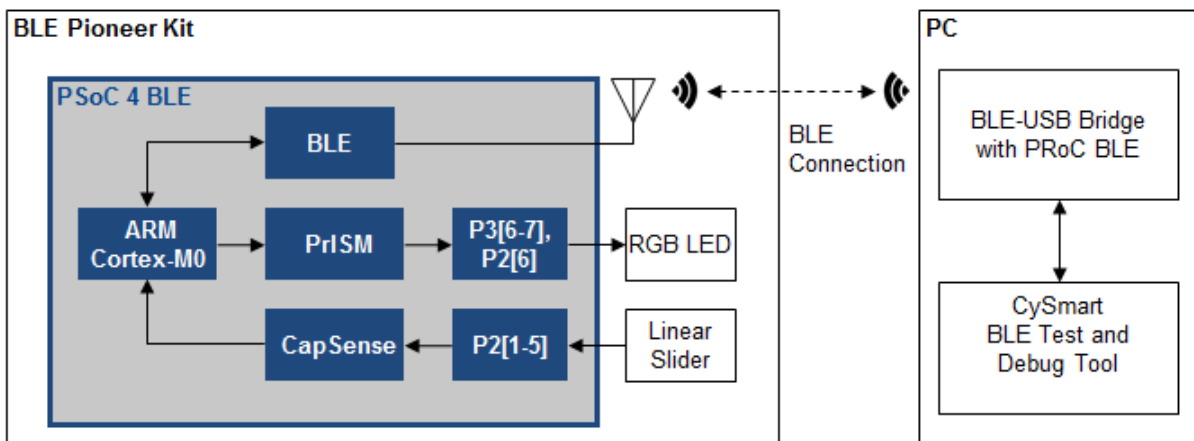 BLE Pioneer Kit
PSoC 4 BLE
BLE
ARM
Cortex-M0
PrISM
P3[6-7],
P2[6]
RGB LED
CapSense
P2[1-5]
Linear
Slider
BLE
Connection
PC
BLE-USB Bridge
with PRoC BLE
CySmart
BLE Test and
Debug Tool